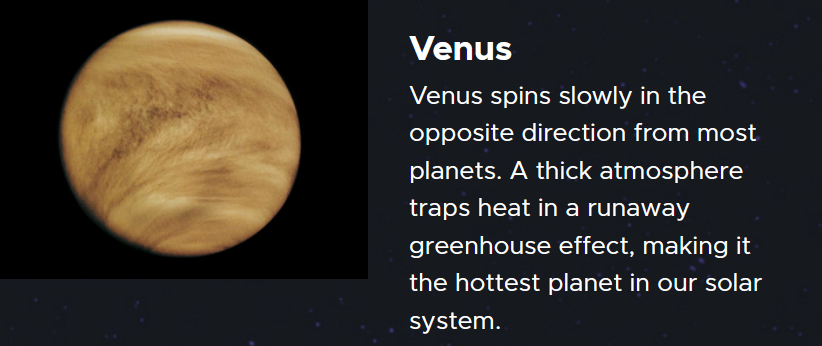 Venus
Venus spins slowly in the
opposite direction from most
planets. A thick atmosphere
traps heat in a runaway
greenhouse effect, making it
the hottest planet in our solar
system.